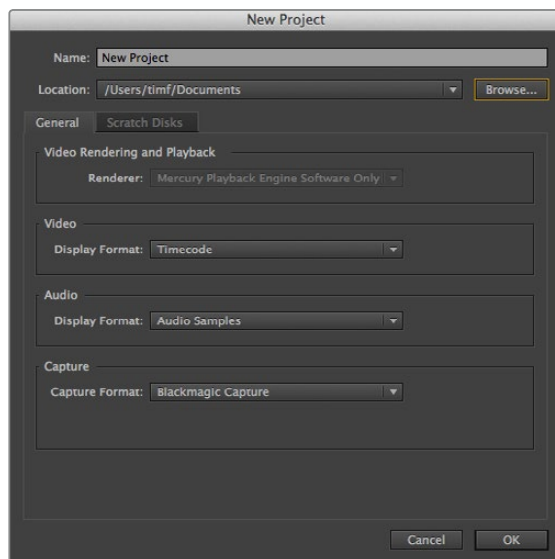 New Project
Name: New Project
Location: /Users/timf/Documents Browse...
General Scratch Disks
Video Rendering and Playback
Renderer: Mercury Playback Engine Software Only
Video
Display Format: Timecode
Audio
Display Format: Audio Samples
Capture
Capture Format: Blackmagic Capture
Cancel OK